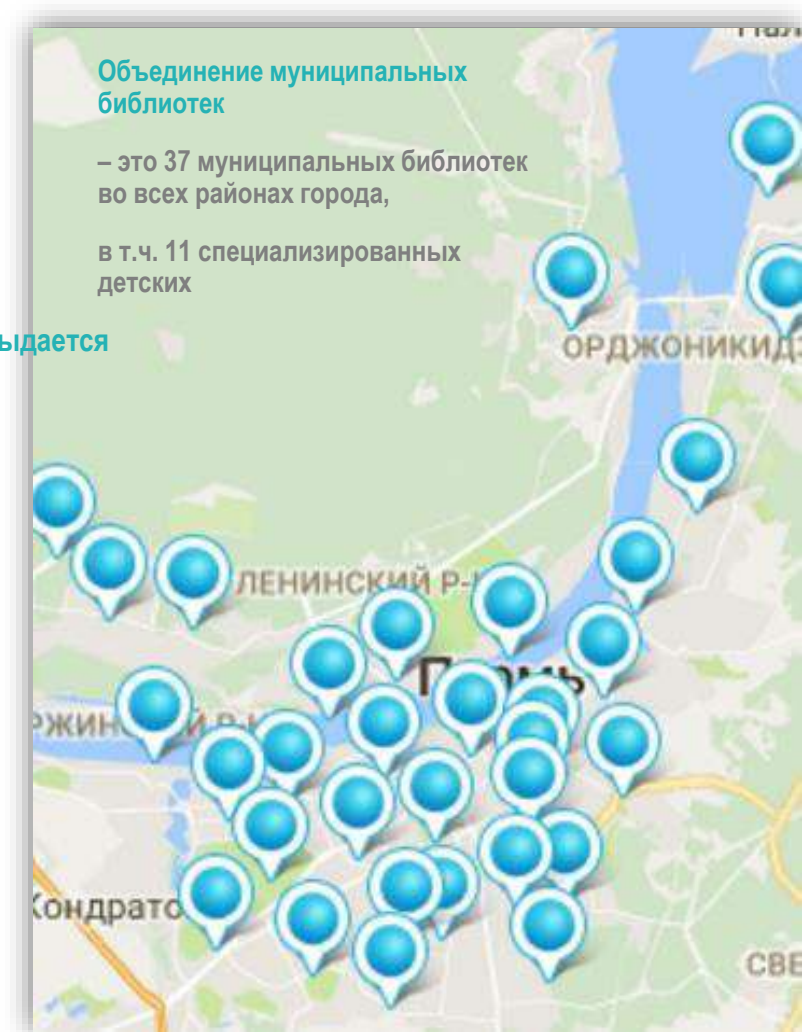 Объединение муниципальных
библиотек
– это 37 муниципальных библиотек
во всех районах города,
в т.ч. 11 специализированных
детских
ыдается
ОРДЖОНИКИДЗ
ЛЕНИНСКИЙ Р-
Кондрато
СВЕ